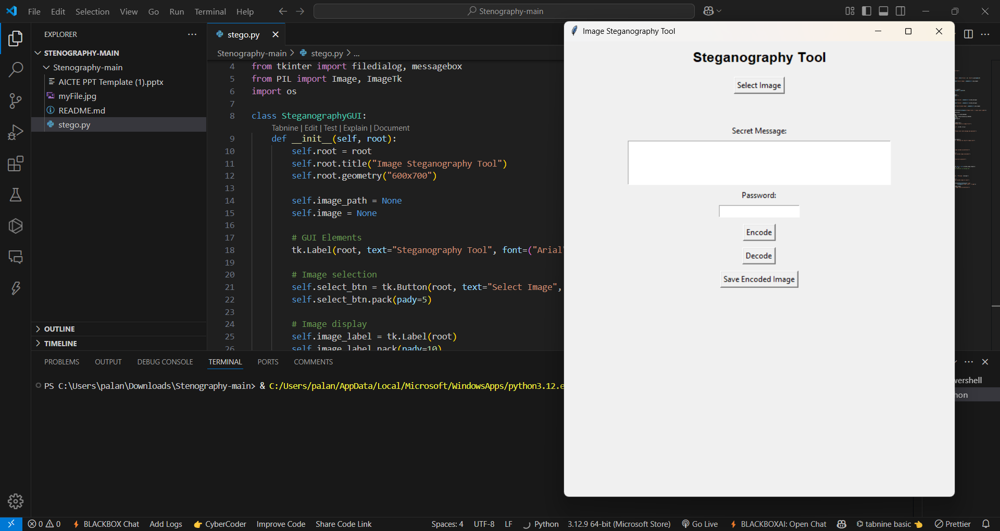 File Edit Selection View Go Run Terminal Help
Stenography-main
EXPLORER
STENOGRAPHY-MAIN
Stenography-main
AICTE PPT Template (1).pptx
myFile.jpg
README.md
stego.py
OUTLINE
TIMELINE
stego.py
Stenography-main > stego.py > ...
4 from tkinter import filedialog, messagebox
5 from PIL import Image, ImageTk
6 import os
7
8 class SteganographyGUI:
Tabnine | Edit | Test | Explain | Document
9 def __init__(self, root):
10 self.root = root
11 self.root.title("Image Steganography Tool")
12 self.root.geometry("600x700")
13
14 self.image_path = None
15 self.image = None
16
17 # GUI Elements
18 tk.Label(root, text="Steganography Tool", font=("Arial"
19
20 # Image selection
21 self.select_btn = tk.Button(root, text="Select Image",
22 self.select_btn.pack(pady=5)
23
24 # Image display
25 self.image_label = tk.Label(root)
26 self.image_label.pack(pady=10)
PROBLEMS OUTPUT DEBUG CONSOLE TERMINAL PORTS COMMENTS
PS C:\Users\palan\Downloads\Stenography-main> & C:/Users/palan/AppData/Local/Microsoft/WindowsApps/python3.12.e
Image Steganography Tool
Steganography Tool
Select Image
Secret Message:
Password:
Encode
Decode
Save Encoded Image
0 0 BLACKBOX Chat Add Logs CyberCoder Improve Code Share Code Link Spaces: 4 UTF-8 LF Python 3.12.9 64-bit (Microsoft Store) Go Live BLACKBOXAI: Open Chat tabnine basic Prettier